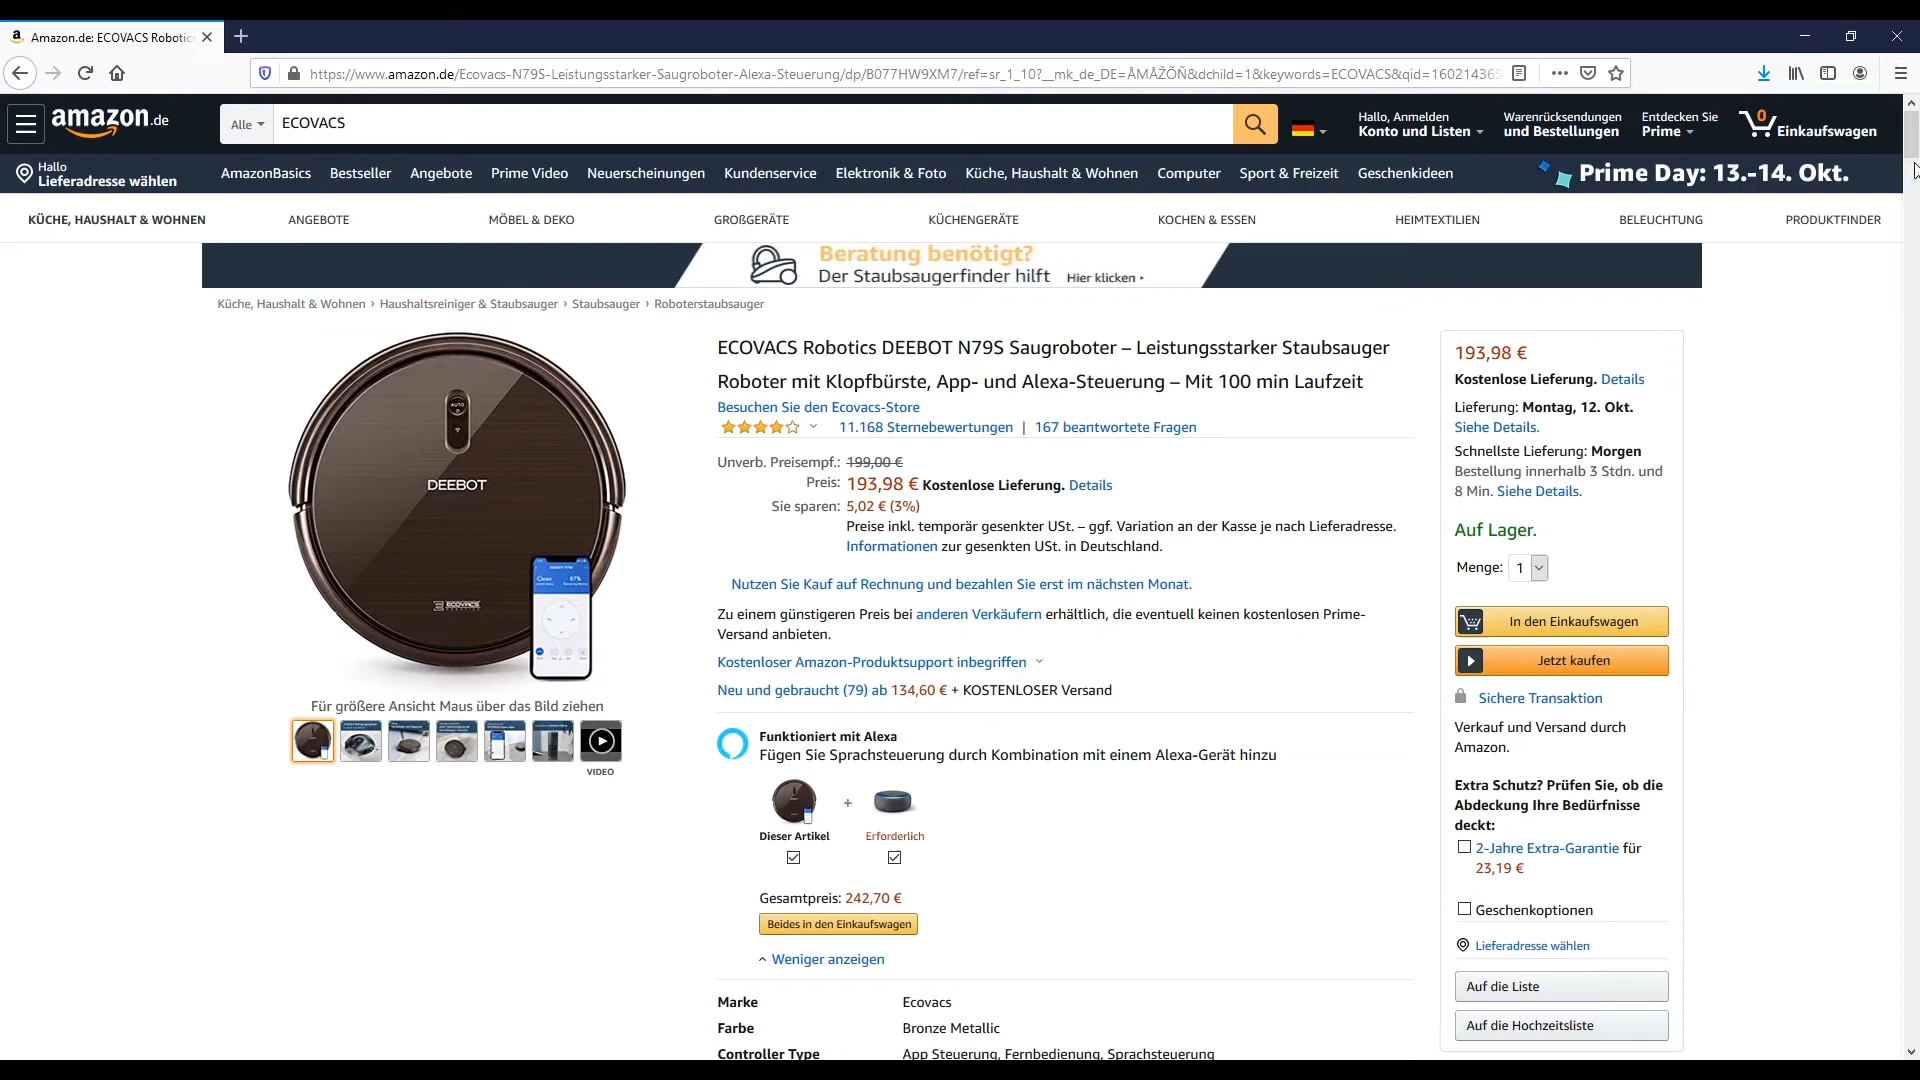 Amazon.de: ECOVACS Robotics
https://www.amazon.de/Ecovacs-N79S-Leistungsstarker-Saugroboter-Alexa-Steuerung/dp/B077HW9XM7/ref=sr_1_10?__mk_de_DE=ÅMÅŽÕÑ&dchild=1&keywords=ECOVACS&qid=160214365
amazon.de
Alle
ECOVACS
Hallo, Anmelden
Konto und Listen
Warenrücksendungen
und Bestellungen
Entdecken Sie
Prime
0
Einkaufswagen
Hallo
Lieferadresse wählen
AmazonBasics Bestseller Angebote Prime Video Neuerscheinungen Kundenservice Elektronik & Foto Küche, Haushalt & Wohnen Computer Sport & Freizeit Geschenkideen
Prime Day: 13.-14. Okt.
KÜCHE, HAUSHALT & WOHNEN ANGEBOTE MÖBEL & DEKO GROßGERÄTE KÜCHENGERÄTE KOCHEN & ESSEN HEIMTEXTILIEN BELEUCHTUNG PRODUKTFINDER
Beratung benötigt?
Der Staubsaugerfinder hilft Hier klicken ▸
Küche, Haushalt & Wohnen › Haushaltsreiniger & Staubsauger › Staubsauger › Roboterstaubsauger
AUTO
DEEBOT
ECOVACS
Clean 87%
Für größere Ansicht Maus über das Bild ziehen
VIDEO
ECOVACS Robotics DEEBOT N79S Saugroboter – Leistungsstarker Staubsauger
Roboter mit Klopfbürste, App- und Alexa-Steuerung – Mit 100 min Laufzeit
Besuchen Sie den Ecovacs-Store
11.168 Sternebewertungen | 167 beantwortete Fragen
Unverb. Preisempf.: 199,00 €
Preis: 193,98 € Kostenlose Lieferung. Details
Sie sparen: 5,02 € (3%)
Preise inkl. temporär gesenkter USt. – ggf. Variation an der Kasse je nach Lieferadresse.
Informationen zur gesenkten USt. in Deutschland.
Nutzen Sie Kauf auf Rechnung und bezahlen Sie erst im nächsten Monat.
Zu einem günstigeren Preis bei anderen Verkäufern erhältlich, die eventuell keinen kostenlosen Prime-
Versand anbieten.
Kostenloser Amazon-Produktsupport inbegriffen
Neu und gebraucht (79) ab 134,60 € + KOSTENLOSER Versand
Funktioniert mit Alexa
Fügen Sie Sprachsteuerung durch Kombination mit einem Alexa-Gerät hinzu
+
Dieser Artikel Erforderlich
Gesamtpreis: 242,70 €
Beides in den Einkaufswagen
Weniger anzeigen
Marke Ecovacs
Farbe Bronze Metallic
Controller Type App Steuerung, Fernbedienung, Sprachsteuerung
193,98 €
Kostenlose Lieferung. Details
Lieferung: Montag, 12. Okt.
Siehe Details.
Schnellste Lieferung: Morgen
Bestellung innerhalb 3 Stdn. und
8 Min. Siehe Details.
Auf Lager.
Menge: 1
In den Einkaufswagen
Jetzt kaufen
Sichere Transaktion
Verkauf und Versand durch
Amazon.
Extra Schutz? Prüfen Sie, ob die
Abdeckung Ihre Bedürfnisse
deckt:
2-Jahre Extra-Garantie für
23,19 €
Geschenkoptionen
Lieferadresse wählen
Auf die Liste
Auf die Hochzeitsliste